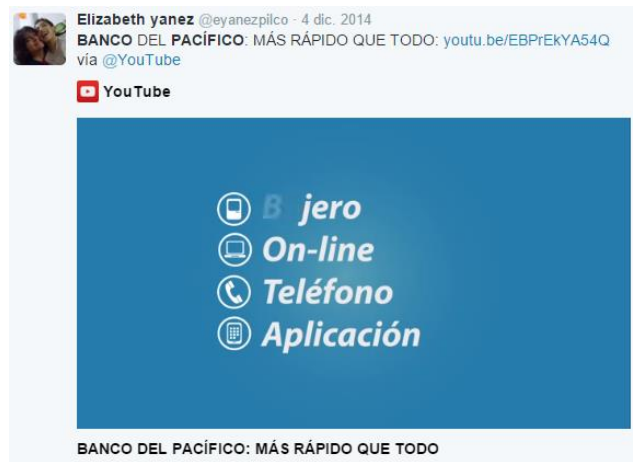 Elizabeth yanez @eyanezpilco · 4 dic. 2014
BANCO DEL PACÍFICO: MÁS RÁPIDO QUE TODO: youtu.be/EBPrEkYA54Q
vía @YouTube
YouTube
B jero
On-line
Teléfono
Aplicación
BANCO DEL PACÍFICO: MÁS RÁPIDO QUE TODO